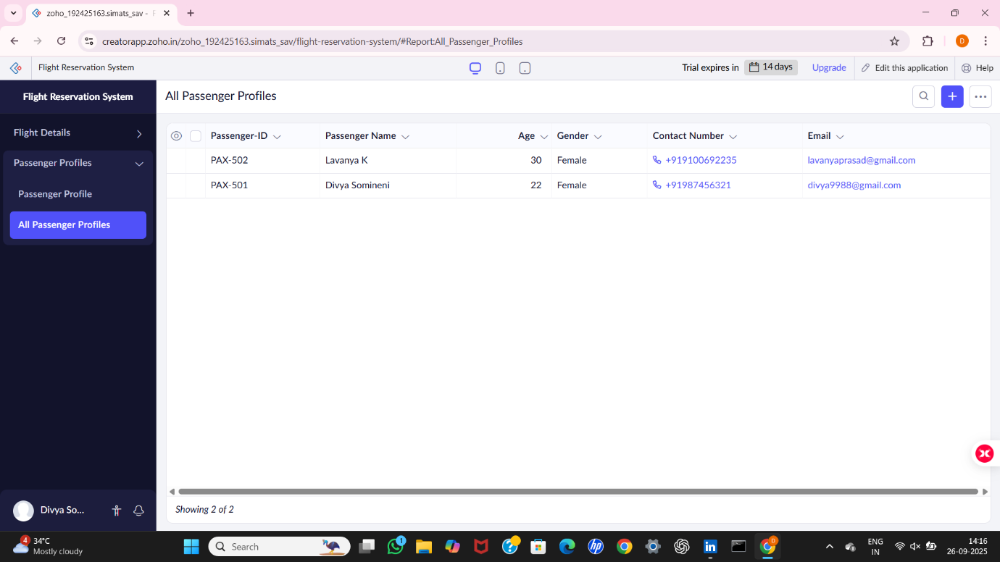 zoho_192425163.simats_sav -
creatorapp.zoho.in/zoho_192425163.simats_sav/flight-reservation-system/#Report:All_Passenger_Profiles
D
Flight Reservation System
Trial expires in 14 days Upgrade Edit this application Help
Flight Reservation System
All Passenger Profiles
Flight Details
Passenger Profiles
Passenger Profile
All Passenger Profiles
Passenger-ID Passenger Name Age Gender Contact Number Email
PAX-502 Lavanya K 30 Female +919100692235 lavanyaprasad@gmail.com
PAX-501 Divya Somineni 22 Female +91987456321 divya9988@gmail.com
Showing 2 of 2
Divya So...
4
34°C
Mostly cloudy
Search
1
hp
in
D
ENG
IN
14:16
26-09-2025